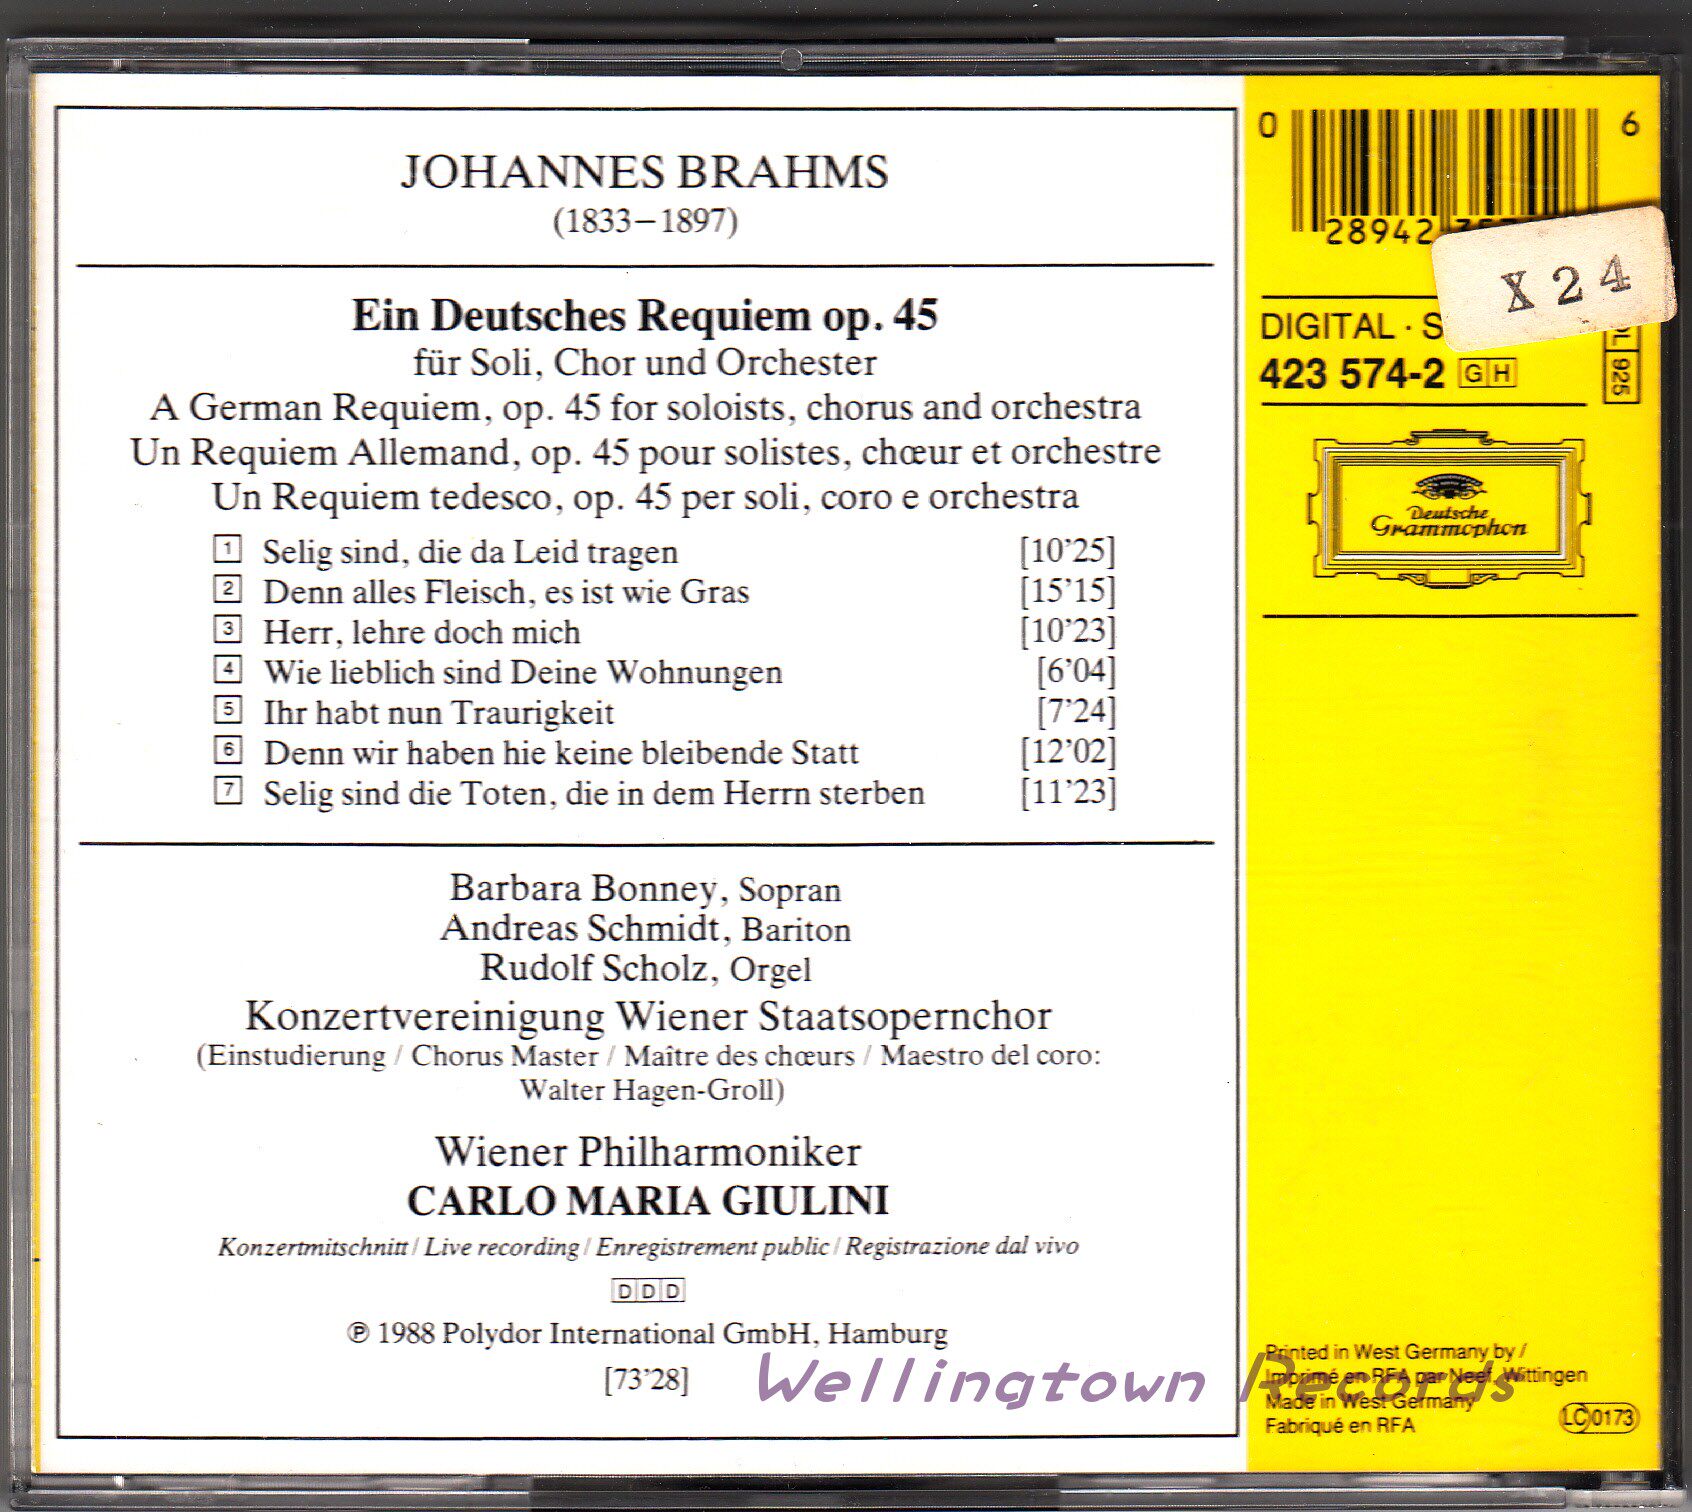 JOHANNES BRAHMS
(1833–1897)
Ein Deutsches Requiem op. 45
für Soli, Chor und Orchester
A German Requiem, op. 45 for soloists, chorus and orchestra
Un Requiem Allemand, op. 45 pour solistes, chœur et orchestre
Un Requiem tedesco, op. 45 per soli, coro e orchestra
1 Selig sind, die da Leid tragen [10’25]
2 Denn alles Fleisch, es ist wie Gras [15’15]
3 Herr, lehre doch mich [10’23]
4 Wie lieblich sind Deine Wohnungen [6’04]
5 Ihr habt nun Traurigkeit [7’24]
6 Denn wir haben hie keine bleibende Statt [12’02]
7 Selig sind die Toten, die in dem Herrn sterben [11’23]
Barbara Bonney, Sopran
Andreas Schmidt, Bariton
Rudolf Scholz, Orgel
Konzertvereinigung Wiener Staatsopernchor
(Einstudierung / Chorus Master / Maître des chœurs / Maestro del coro:
Walter Hagen-Groll)
Wiener Philharmoniker
CARLO MARIA GIULINI
Konzertmitschnitt / Live recording / Enregistrement public / Registrazione dal vivo
DDD
℗ 1988 Polydor International GmbH, Hamburg
[73’28]
Wellingtown Records
0 6
28942
X 24
DIGITAL · S
423 574-2 GH
925
Deutsche
Grammophon
Printed in West Germany by /
Imprimé en RFA par Neef, Wittingen
Made in West Germany
Fabriqué en RFA
LC 0173